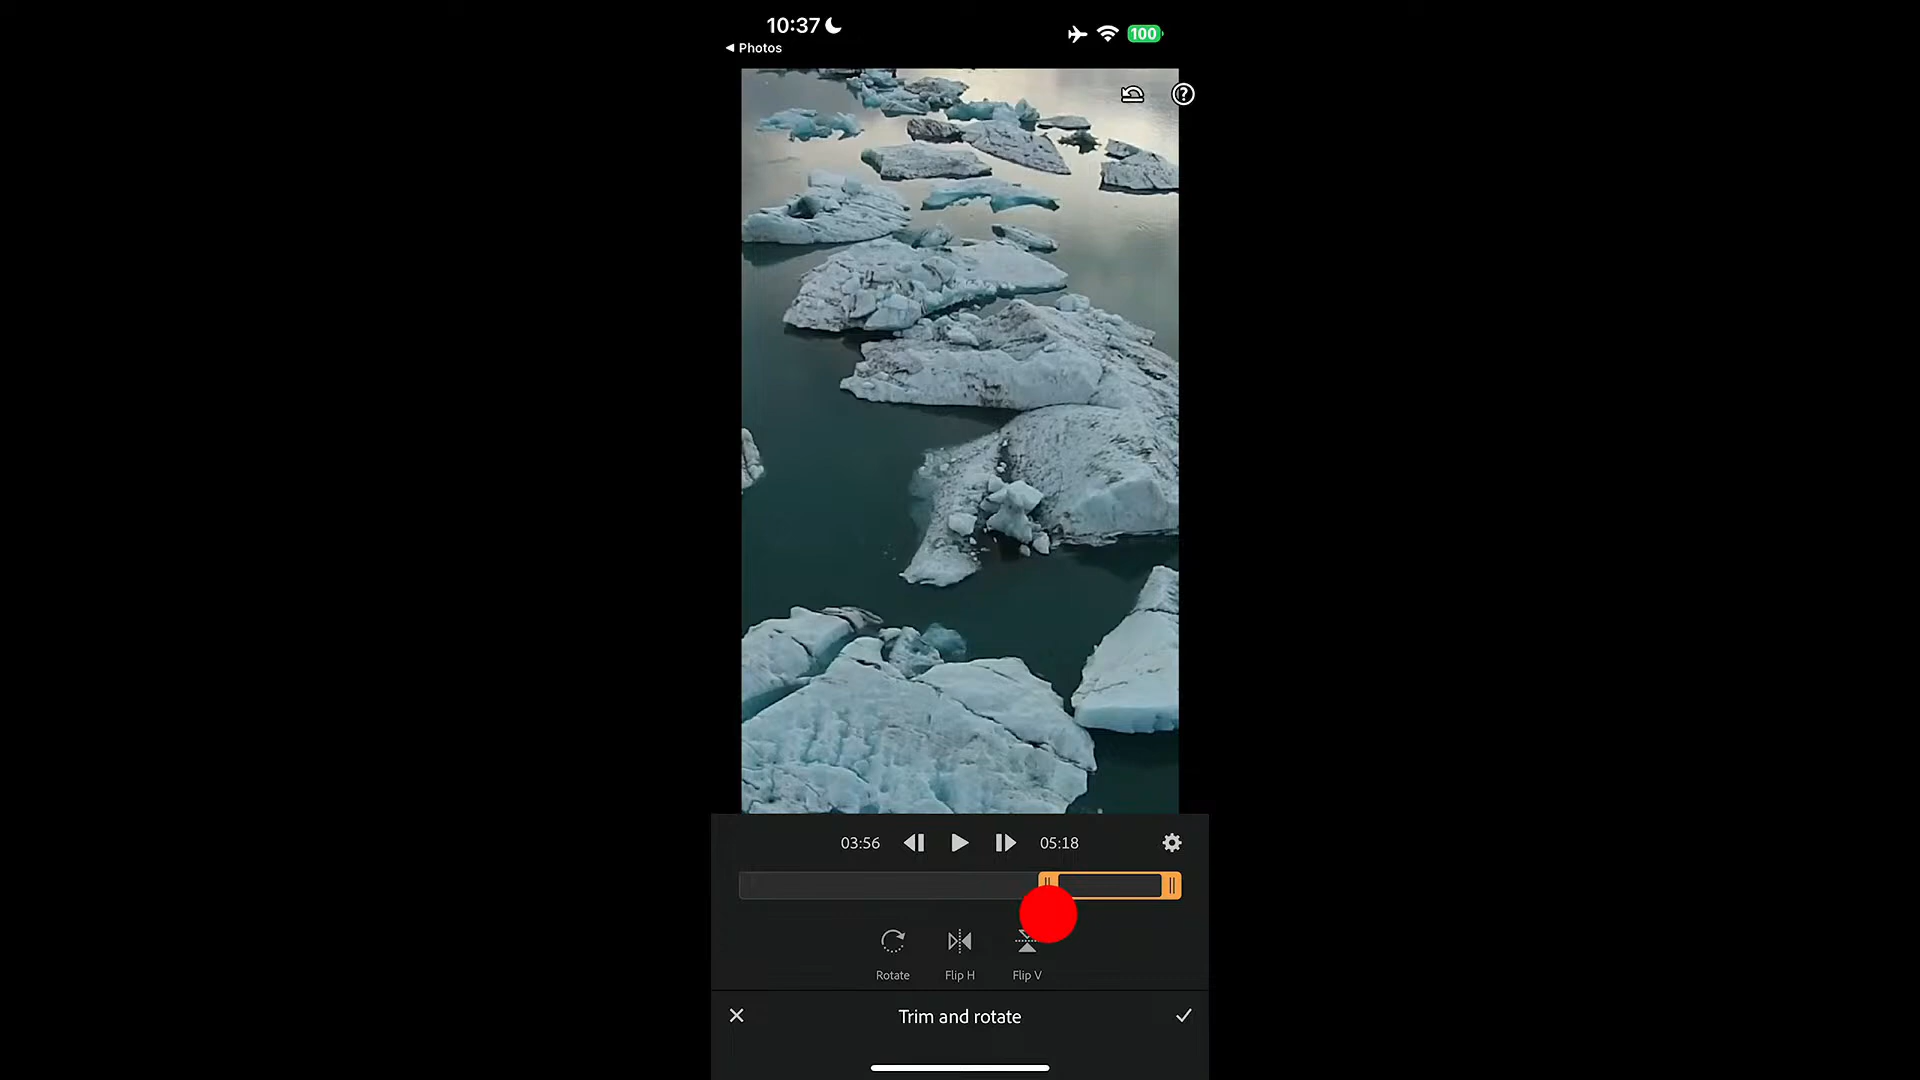 10:37
100
Photos
03:56
05:18
Rotate
Flip H
Flip V
Trim and rotate